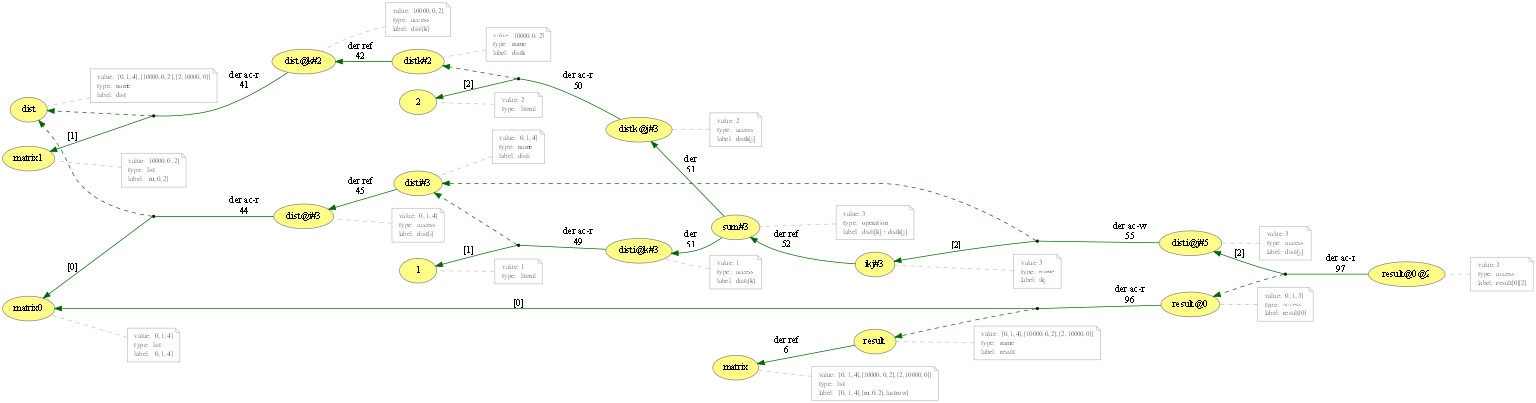 value: [10000, 0, 2]
type: access
label: dist[k]
dist@k#2
der ref
42
distk#2
value: [10000, 0, 2]
type: name
label: distk
value: [0, 1, 4], [10000, 0, 2], [2, 10000, 0]]
type: name
label: dist
der ac-r
41
[2]
der ac-r
50
2
value: 2
type: literal
dist
[1]
matrix1
value: [10000, 0, 2]
type: list
label: [m, 0, 2]
distk@j#3
value: 2
type: access
label: distk[j]
value: [0, 1, 4]
type: name
label: disti
der
51
der ref
45
disti#3
der ac-r
44
dist@i#3
value: [0, 1, 4]
type: access
label: dist[i]
[0]
[1]
der ac-r
49
1
value: 1
type: literal
disti@k#3
value: 1
type: access
label: disti[k]
der
51
sum#3
value: 3
type: operation
label: disti[k] + distk[j]
der ref
52
ikj#3
value: 3
type: name
label: ikj
[2]
der ac-w
55
disti@j#5
value: 3
type: access
label: disti[j]
[2]
der ac-r
97
result@0@2
value: 3
type: access
label: result[0][2]
matrix0
value: [0, 1, 4]
type: list
label: [0, 1, 4]
[0]
der ac-r
96
result@0
value: [0, 1, 3]
type: access
label: result[0]
der ref
6
result
value: [0, 1, 4], [10000, 0, 2], [2, 10000, 0]]
type: name
label: result
matrix
value: [0, 1, 4], [10000, 0, 2], [2, 10000, 0]]
type: list
label: [0, 1, 4], [m, 0, 2], lastrow]